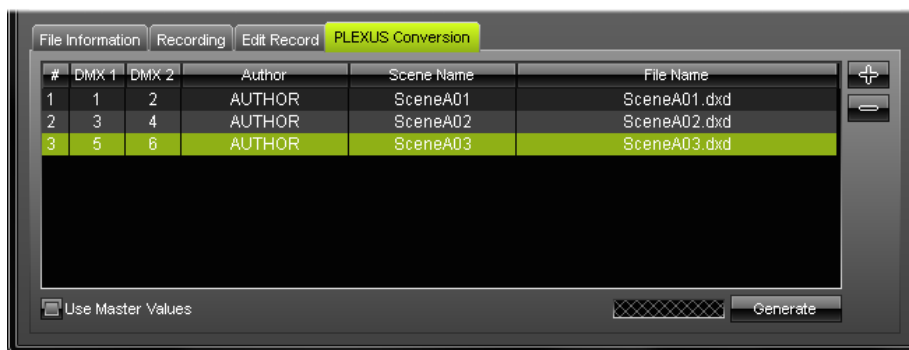 File Information Recording Edit Record PLEXUS Conversion
# DMX 1 DMX 2 Author Scene Name File Name
1 1 2 AUTHOR SceneA01 SceneA01.dxd
2 3 4 AUTHOR SceneA02 SceneA02.dxd
3 5 6 AUTHOR SceneA03 SceneA03.dxd
Use Master Values Generate